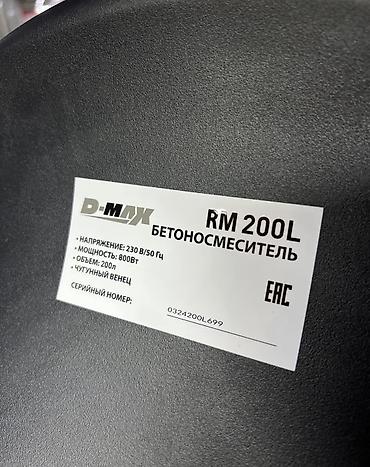 D-MAX RM 200L
БЕТОНОСМЕСИТЕЛЬ
• НАПРЯЖЕНИЕ: 230 В/50 Гц
• МОЩНОСТЬ: 800Вт
• ОБЪЕМ: 200л
• ЧУГУННЫЙ ВЕНЕЦ
EAC
СЕРИЙНЫЙ НОМЕР: 0324200L699